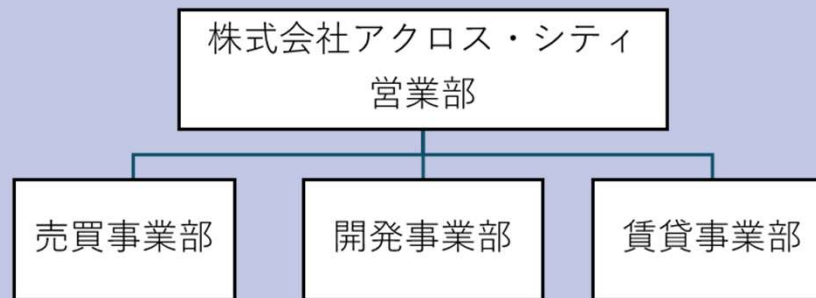 株式会社アクロス・シティ
営業部
売買事業部
開発事業部
賃貸事業部